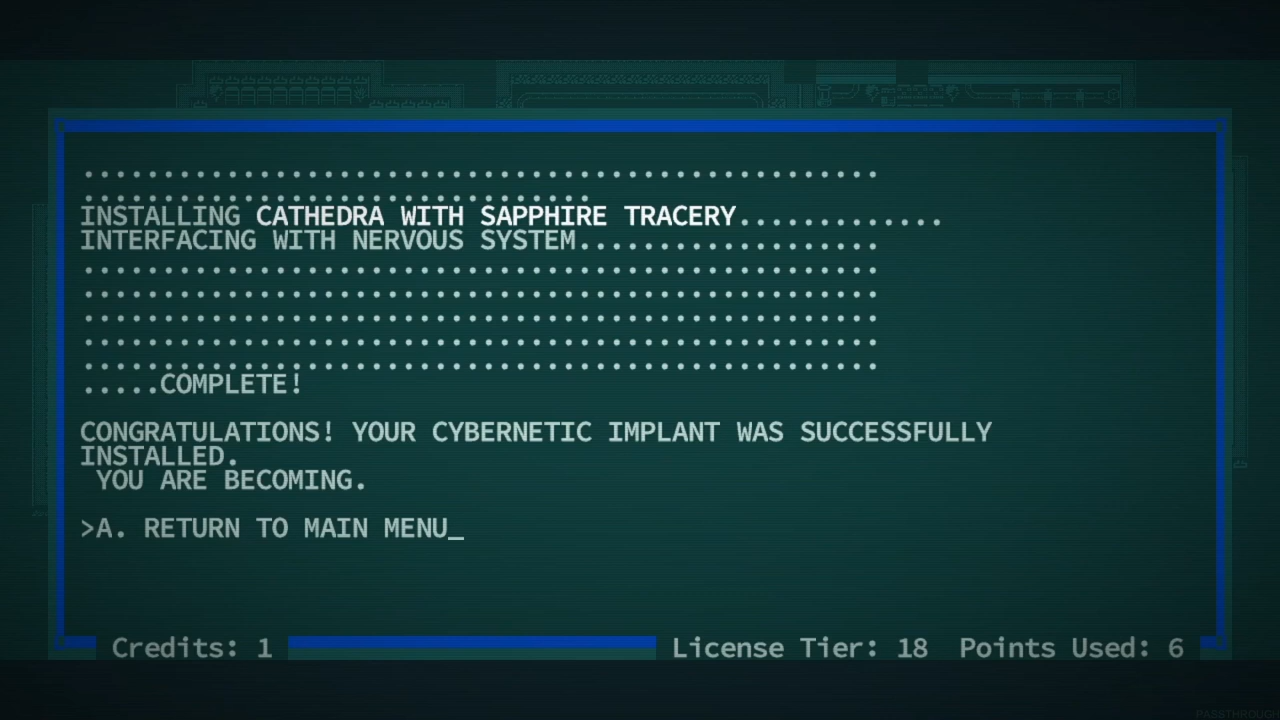 ..................................................
................................
INSTALLING CATHEDRA WITH SAPPHIRE TRACERY.............
INTERFACING WITH NERVOUS SYSTEM...................
..................................................
..................................................
..................................................
..................................................
..................................................
.....COMPLETE!
CONGRATULATIONS! YOUR CYBERNETIC IMPLANT WAS SUCCESSFULLY
INSTALLED.
YOU ARE BECOMING.
>A. RETURN TO MAIN MENU_
Credits: 1 License Tier: 18 Points Used: 6